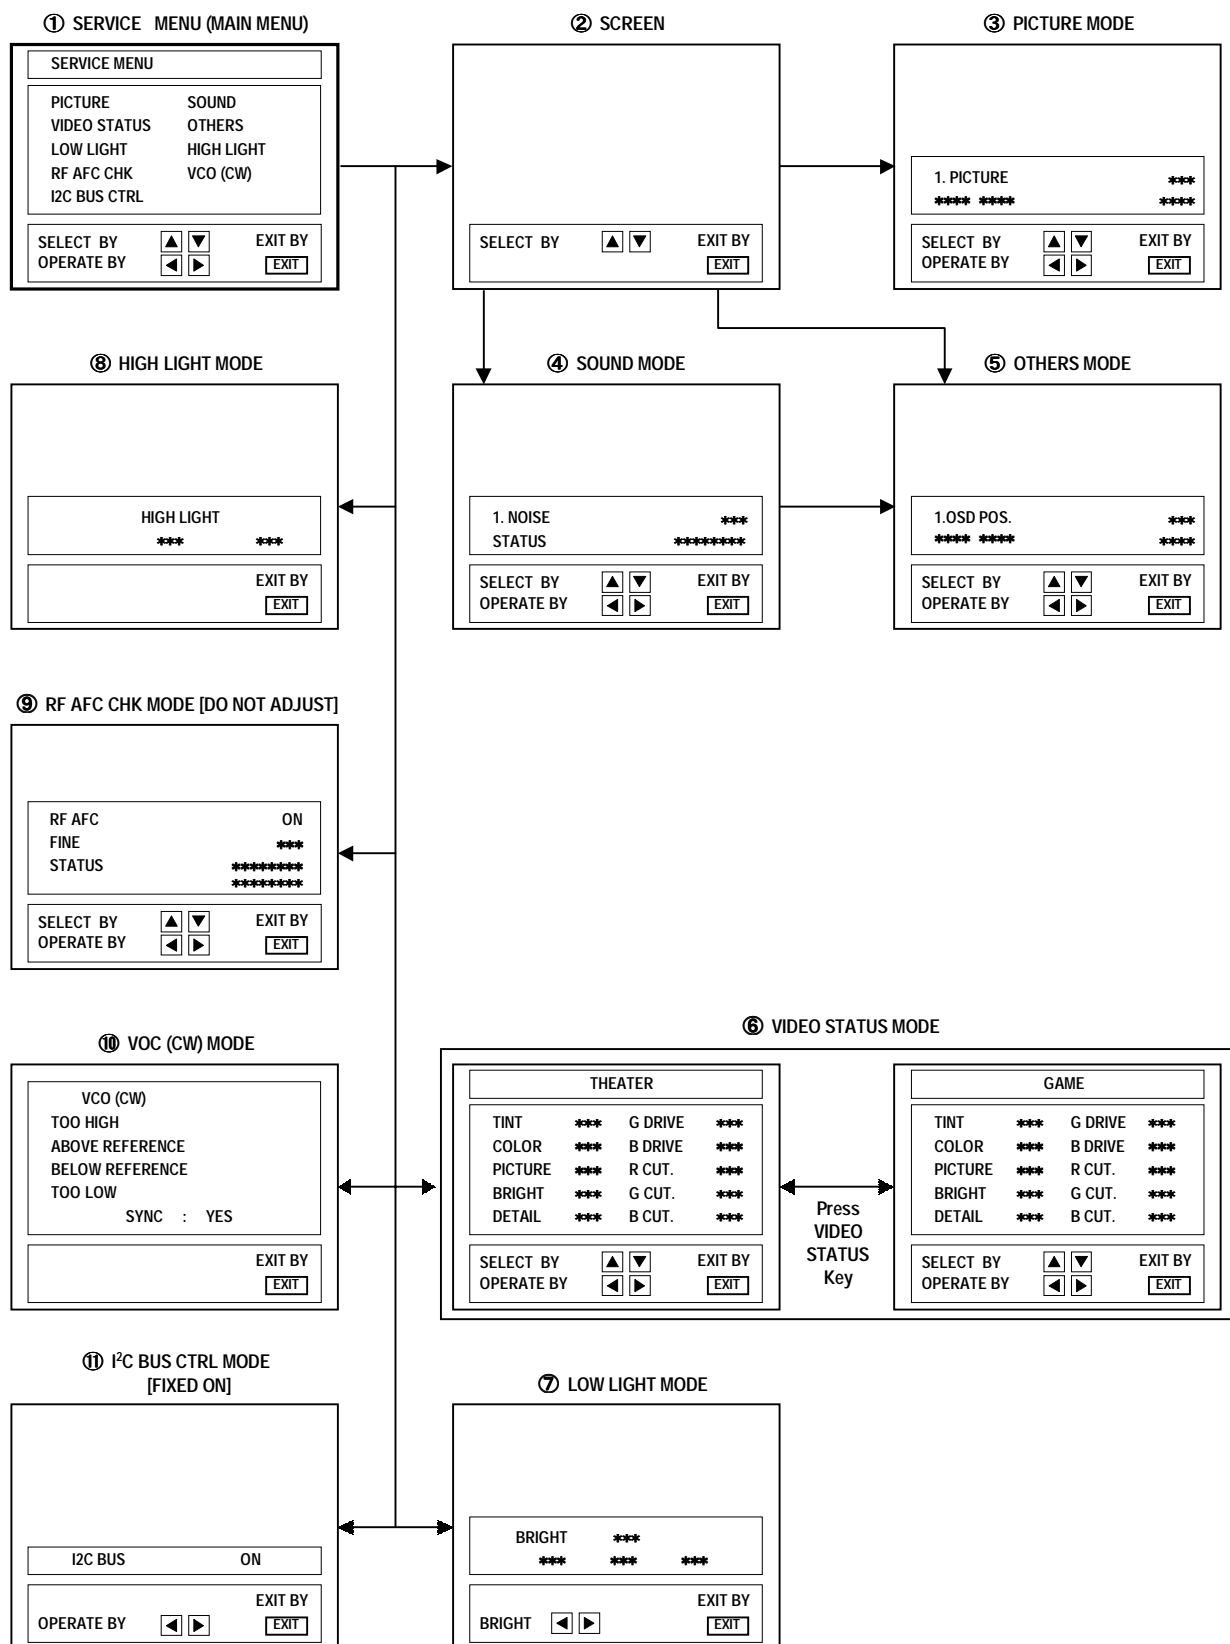 ① SERVICE MENU (MAIN MENU)
SERVICE MENU
PICTURE SOUND
VIDEO STATUS OTHERS
LOW LIGHT HIGH LIGHT
RF AFC CHK VCO (CW)
I2C BUS CTRL
SELECT BY ▲ ▼ EXIT BY
OPERATE BY ◀ ▶ EXIT
② SCREEN
SELECT BY ▲ ▼ EXIT BY
EXIT
③ PICTURE MODE
1. PICTURE ***
**** **** ****
SELECT BY ▲ ▼ EXIT BY
OPERATE BY ◀ ▶ EXIT
⑧ HIGH LIGHT MODE
HIGH LIGHT
*** ***
EXIT BY
EXIT
④ SOUND MODE
1. NOISE ***
STATUS ********
SELECT BY ▲ ▼ EXIT BY
OPERATE BY ◀ ▶ EXIT
⑤ OTHERS MODE
1.OSD POS. ***
**** **** ****
SELECT BY ▲ ▼ EXIT BY
OPERATE BY ◀ ▶ EXIT
⑨ RF AFC CHK MODE [DO NOT ADJUST]
RF AFC ON
FINE ***
STATUS ********
********
SELECT BY ▲ ▼ EXIT BY
OPERATE BY ◀ ▶ EXIT
⑩ VOC (CW) MODE
VCO (CW)
TOO HIGH
ABOVE REFERENCE
BELOW REFERENCE
TOO LOW
SYNC : YES
EXIT BY
EXIT
⑥ VIDEO STATUS MODE
THEATER
TINT *** G DRIVE ***
COLOR *** B DRIVE ***
PICTURE *** R CUT. ***
BRIGHT *** G CUT. ***
DETAIL *** B CUT. ***
SELECT BY ▲ ▼ EXIT BY
OPERATE BY ◀ ▶ EXIT
Press
VIDEO
STATUS
Key
GAME
TINT *** G DRIVE ***
COLOR *** B DRIVE ***
PICTURE *** R CUT. ***
BRIGHT *** G CUT. ***
DETAIL *** B CUT. ***
SELECT BY ▲ ▼ EXIT BY
OPERATE BY ◀ ▶ EXIT
⑪ I²C BUS CTRL MODE
[FIXED ON]
I2C BUS ON
EXIT BY
OPERATE BY ◀ ▶ EXIT
⑦ LOW LIGHT MODE
BRIGHT ***
*** *** ***
EXIT BY
BRIGHT ◀ ▶ EXIT